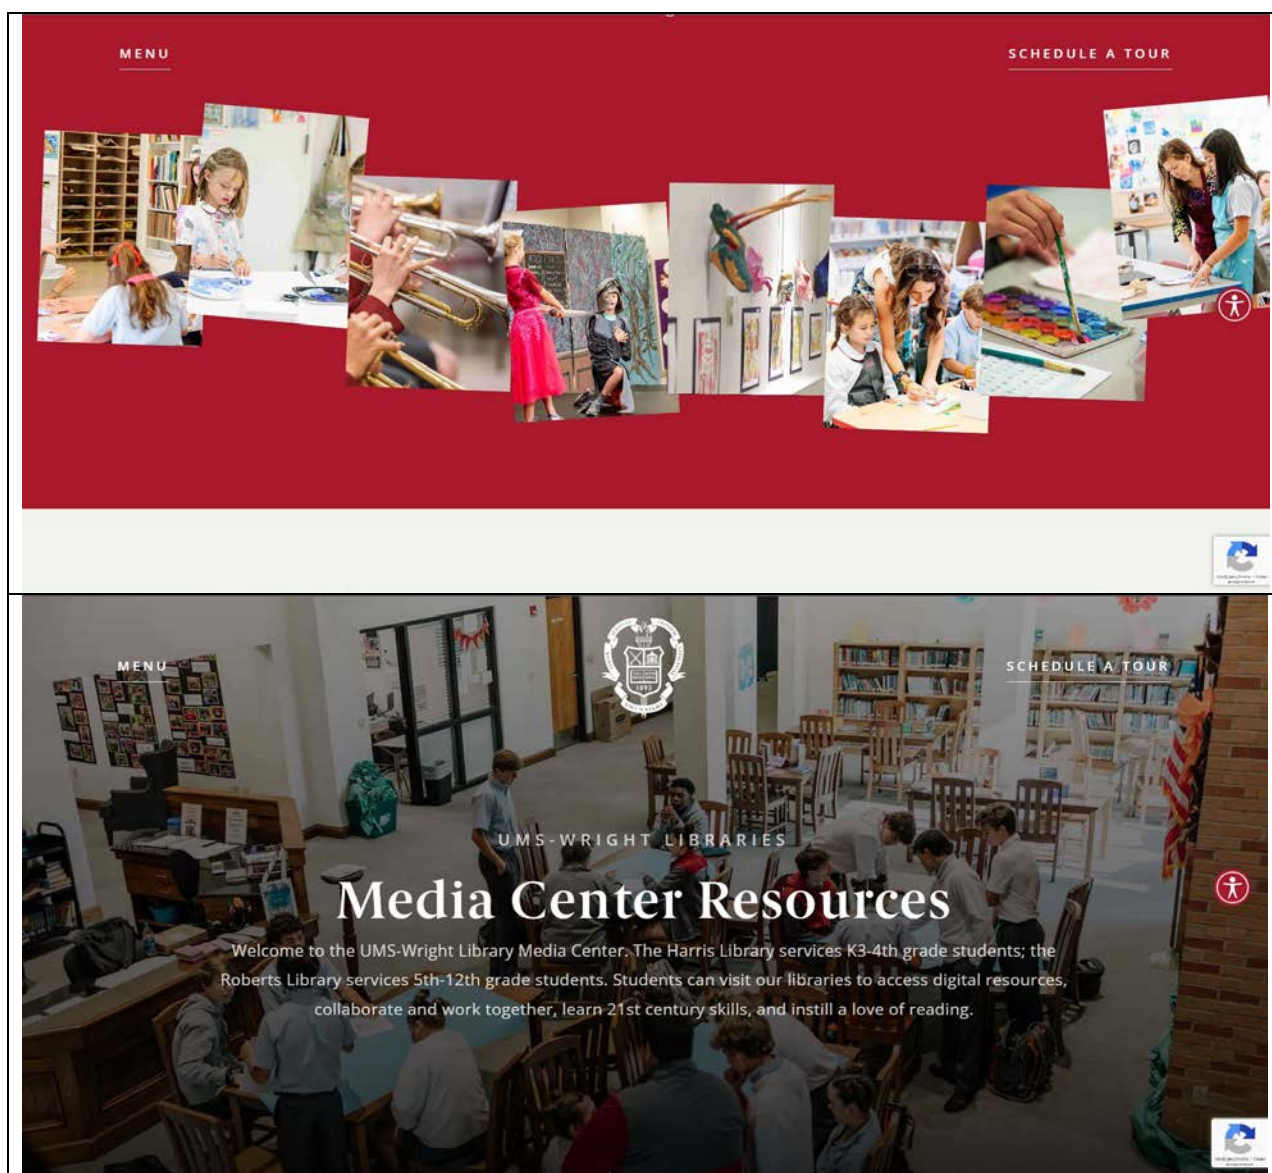 MENU
SCHEDULE A TOUR
MENU
SCHEDULE A TOUR
1893
UMS-WRIGHT LIBRARIES
Media Center Resources
Welcome to the UMS-Wright Library Media Center. The Harris Library services K3-4th grade students; the
Roberts Library services 5th-12th grade students. Students can visit our libraries to access digital resources,
collaborate and work together, learn 21st century skills, and instill a love of reading.